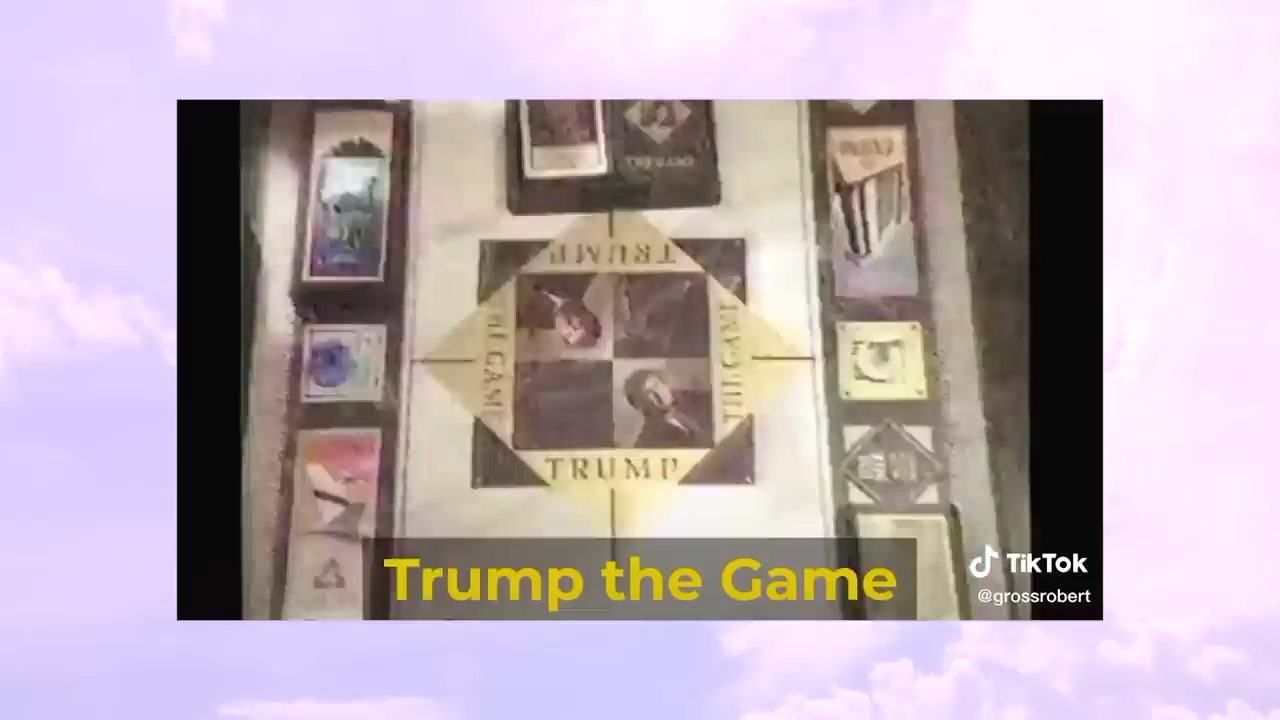 TRUMP
THE GAME
THE GAME
TRUMP
Trump the Game
TikTok
@grossrobert